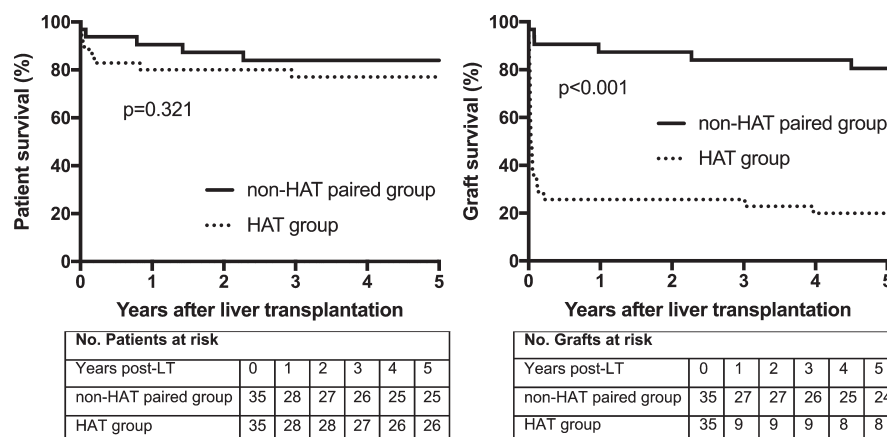 100
80
60
40
20
0
Patient survival (%)
p=0.321
non-HAT paired group
HAT group
0 1 2 3 4 5
Years after liver transplantation
No. Patients at risk
Years post-LT 0 1 2 3 4 5
non-HAT paired group 35 28 27 26 25 25
HAT group 35 28 28 27 26 26
100
80
60
40
20
0
Graft survival (%)
p<0.001
non-HAT paired group
HAT group
0 1 2 3 4 5
Years after liver transplantation
No. Grafts at risk
Years post-LT 0 1 2 3 4 5
non-HAT paired group 35 27 27 26 25 24
HAT group 35 9 9 9 8 8